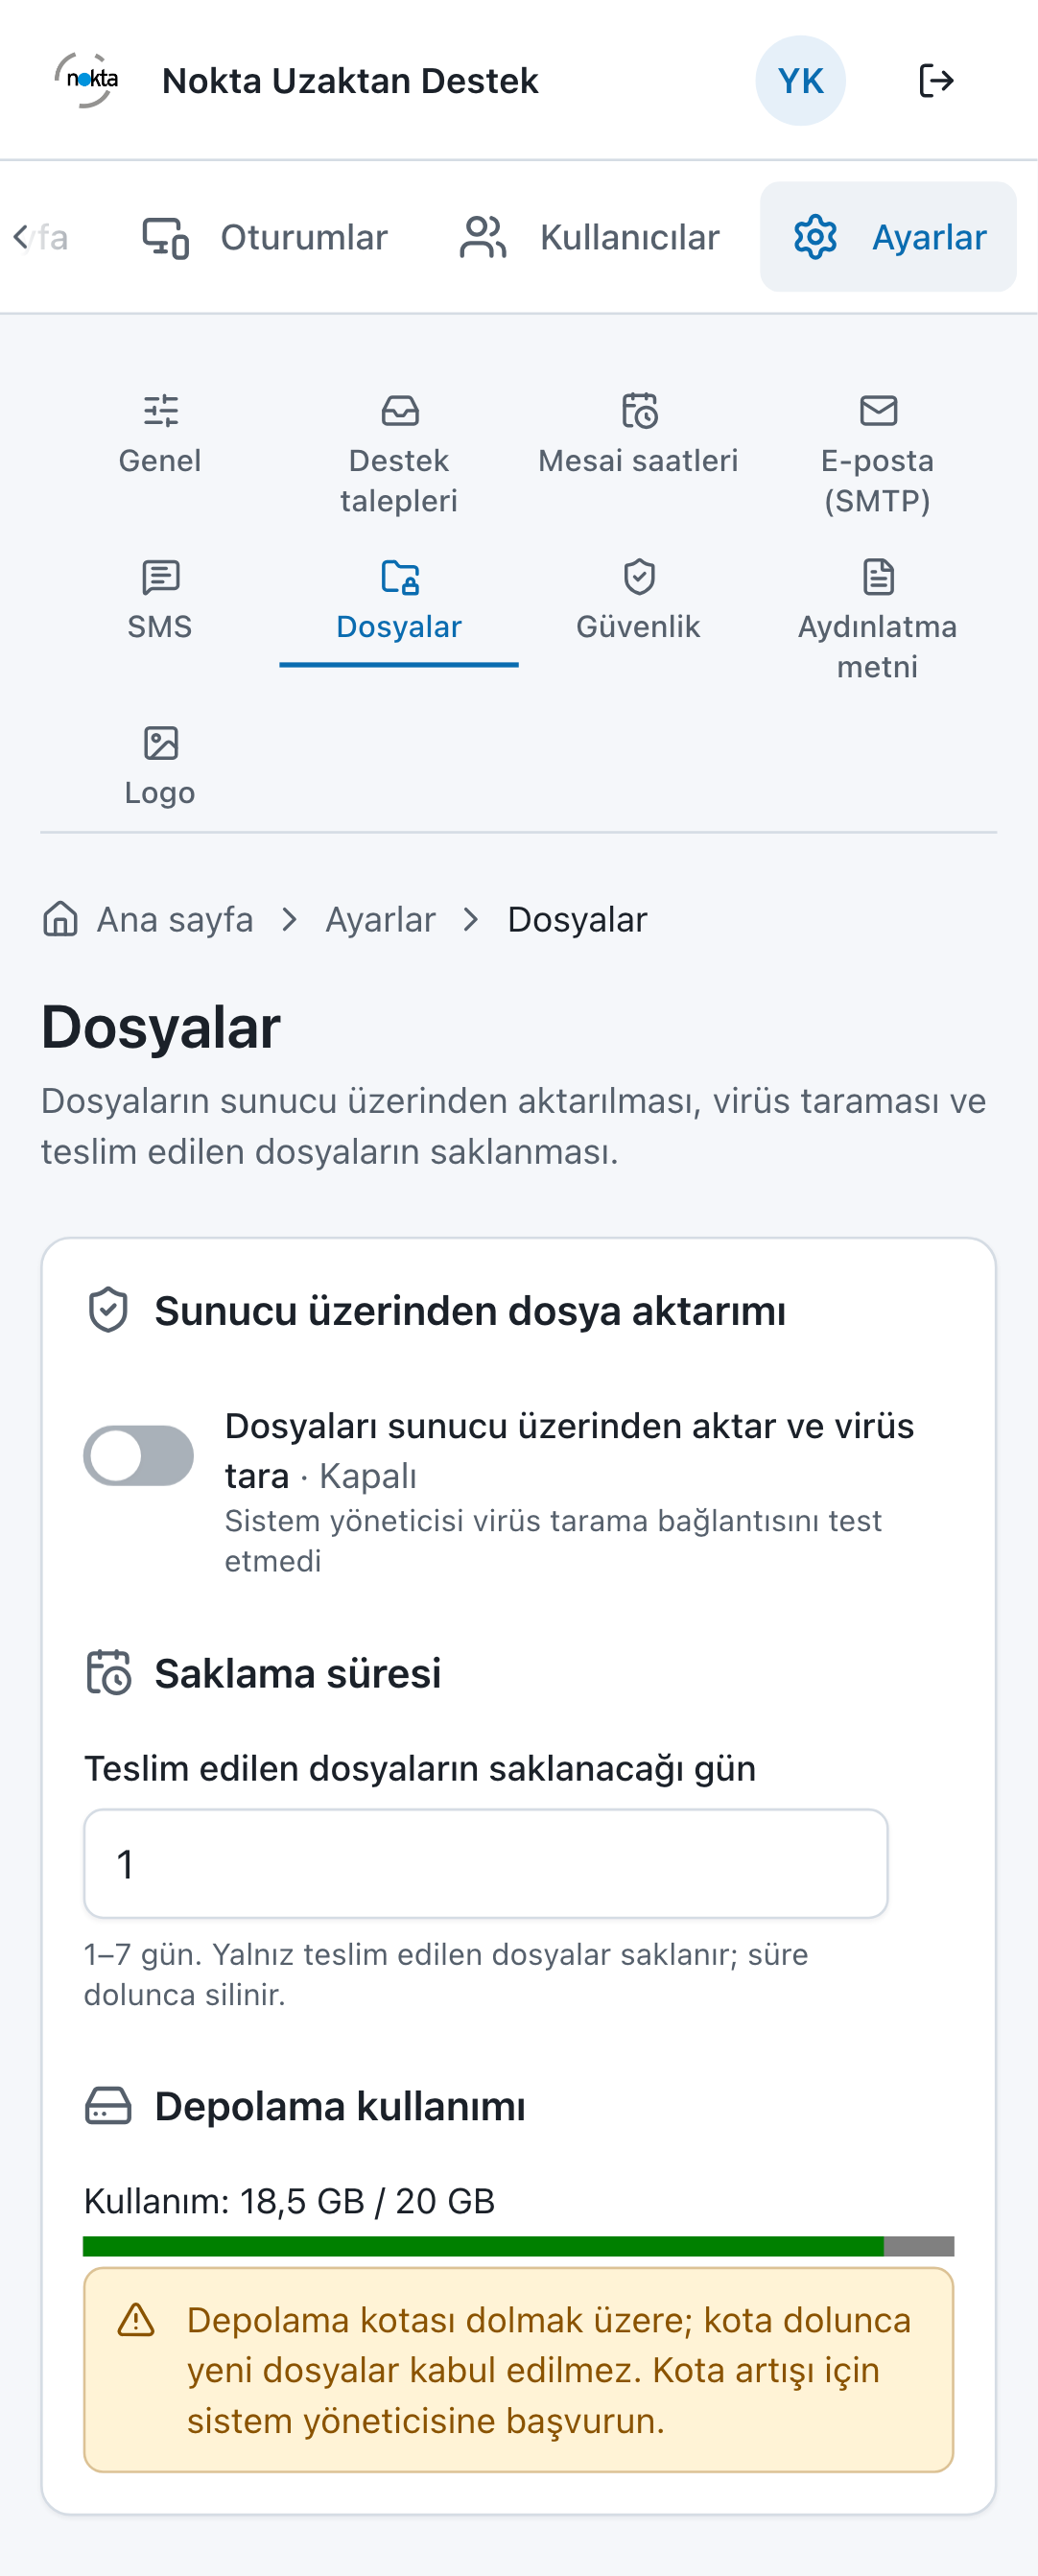 nokta
Nokta Uzaktan Destek
YK
yfa
Oturumlar
Kullanıcılar
Ayarlar
Genel
Destek
talepleri
Mesai saatleri
E-posta
(SMTP)
SMS
Dosyalar
Güvenlik
Aydınlatma
metni
Logo
Ana sayfa > Ayarlar > Dosyalar
Dosyalar
Dosyaların sunucu üzerinden aktarılması, virüs taraması ve
teslim edilen dosyaların saklanması.
Sunucu üzerinden dosya aktarımı
Dosyaları sunucu üzerinden aktar ve virüs
tara · Kapalı
Sistem yöneticisi virüs tarama bağlantısını test
etmedi
Saklama süresi
Teslim edilen dosyaların saklanacağı gün
1
1–7 gün. Yalnız teslim edilen dosyalar saklanır; süre
dolunca silinir.
Depolama kullanımı
Kullanım: 18,5 GB / 20 GB
Depolama kotası dolmak üzere; kota dolunca
yeni dosyalar kabul edilmez. Kota artışı için
sistem yöneticisine başvurun.